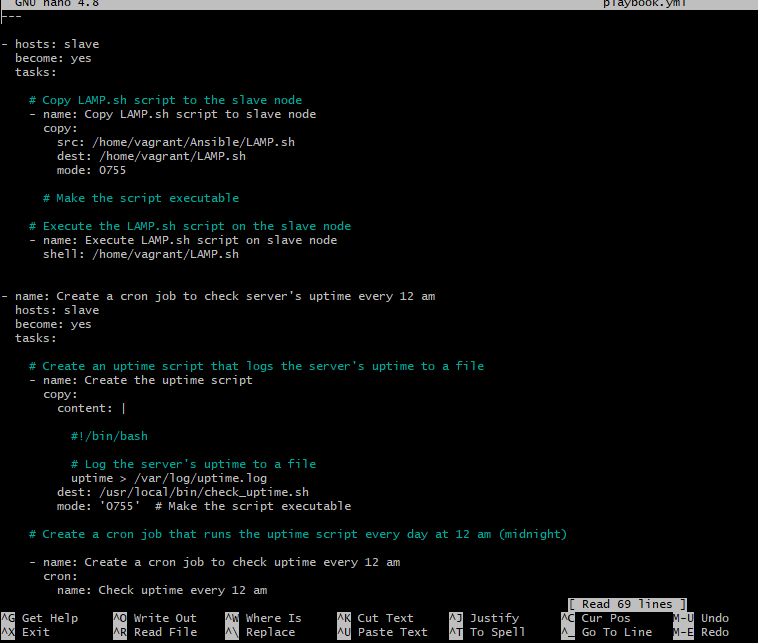 GNU nano 4.8 playbook.yml
---
- hosts: slave
become: yes
tasks:
# Copy LAMP.sh script to the slave node
- name: Copy LAMP.sh script to slave node
copy:
src: /home/vagrant/Ansible/LAMP.sh
dest: /home/vagrant/LAMP.sh
mode: 0755
# Make the script executable
# Execute the LAMP.sh script on the slave node
- name: Execute LAMP.sh script on slave node
shell: /home/vagrant/LAMP.sh
- name: Create a cron job to check server's uptime every 12 am
hosts: slave
become: yes
tasks:
# Create an uptime script that logs the server's uptime to a file
- name: Create the uptime script
copy:
content: |
#!/bin/bash
# Log the server's uptime to a file
uptime > /var/log/uptime.log
dest: /usr/local/bin/check_uptime.sh
mode: '0755'  # Make the script executable
# Create a cron job that runs the uptime script every day at 12 am (midnight)
- name: Create a cron job to check uptime every 12 am
cron:
name: Check uptime every 12 am
[ Read 69 lines ]
^G Get Help ^O Write Out ^W Where Is ^K Cut Text ^J Justify ^C Cur Pos M-U Undo
^X Exit ^R Read File ^\ Replace ^U Paste Text ^T To Spell ^_ Go To Line M-E Redo